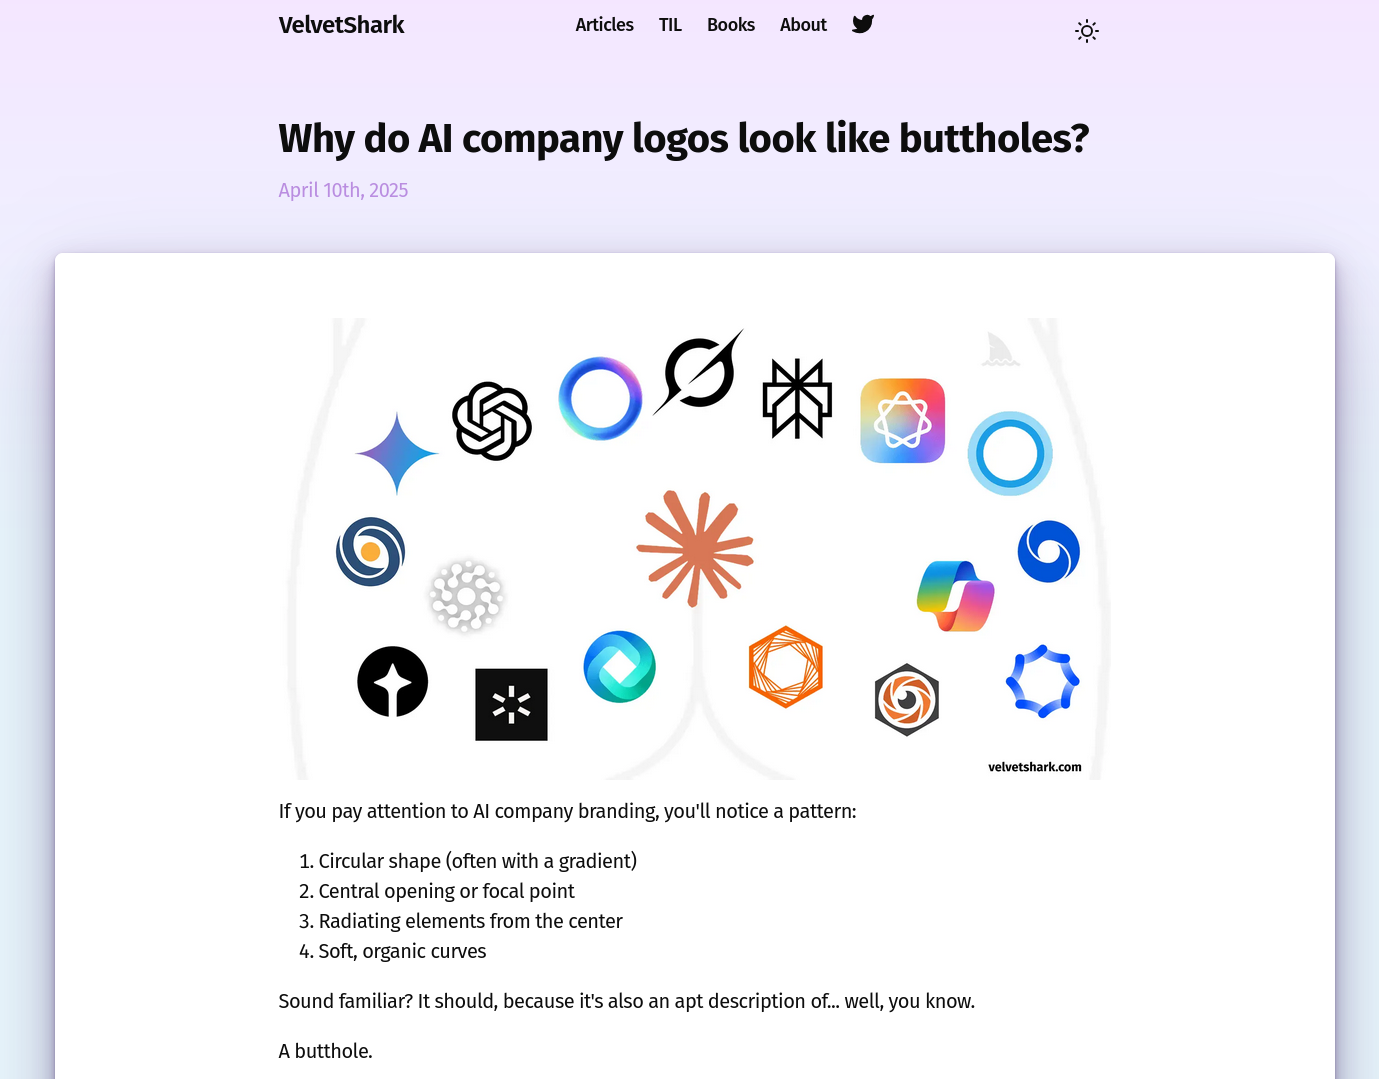 VelvetShark
Articles TIL Books About
Why do AI company logos look like buttholes?
April 10th, 2025
velvetshark.com
If you pay attention to AI company branding, you'll notice a pattern:
1. Circular shape (often with a gradient)
2. Central opening or focal point
3. Radiating elements from the center
4. Soft, organic curves
Sound familiar? It should, because it's also an apt description of... well, you know.
A butthole.